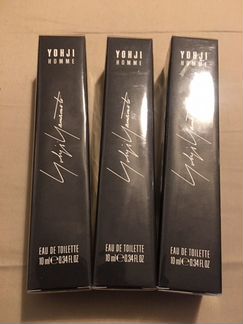 YOHJI
HOMME
Yohji Yamamoto
EAU DE TOILETTE
10 ml ℮ 0.34 FL OZ
YOHJI
HOMME
Yohji Yamamoto
EAU DE TOILETTE
10 ml ℮ 0.34 FL OZ
YOHJI
HOMME
Yohji Yamamoto
EAU DE TOILETTE
10 ml ℮ 0.34 FL OZ